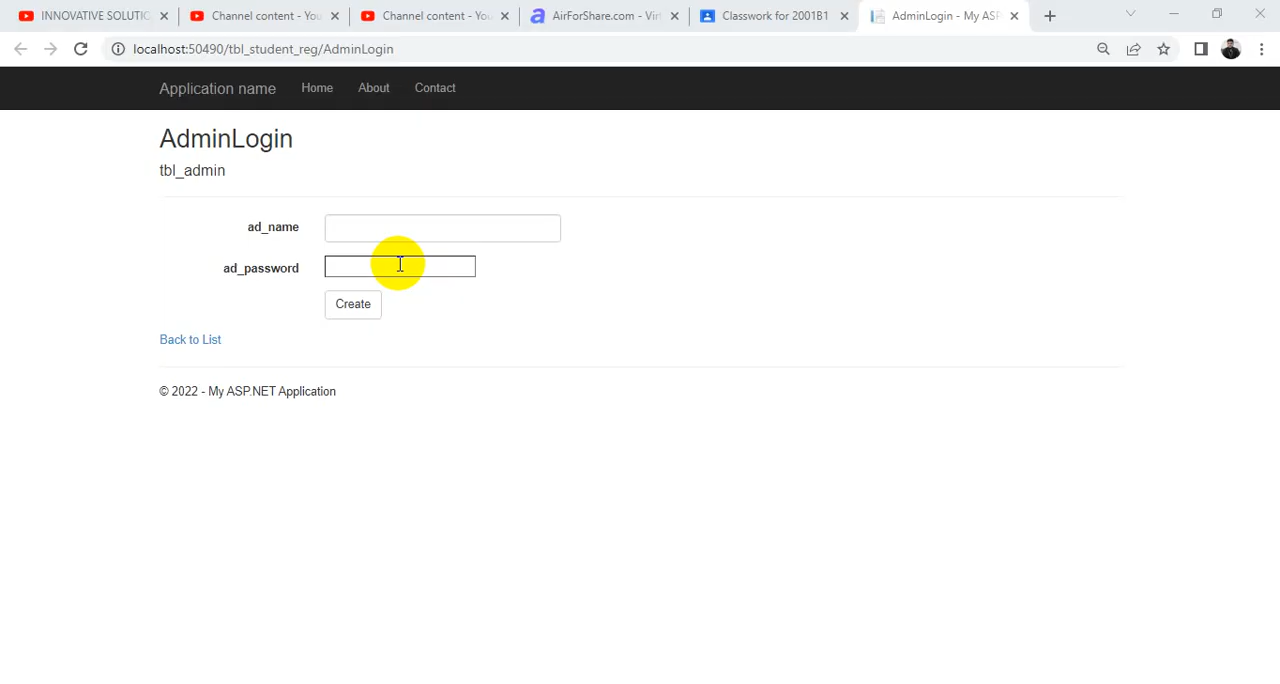 INNOVATIVE SOLUTIC
Channel content - You
Channel content - You
AirForShare.com - Virt
Classwork for 2001B1
AdminLogin - My ASP
localhost:50490/tbl_student_reg/AdminLogin
Application name Home About Contact
AdminLogin
tbl_admin
ad_name
ad_password
Create
Back to List
© 2022 - My ASP.NET Application